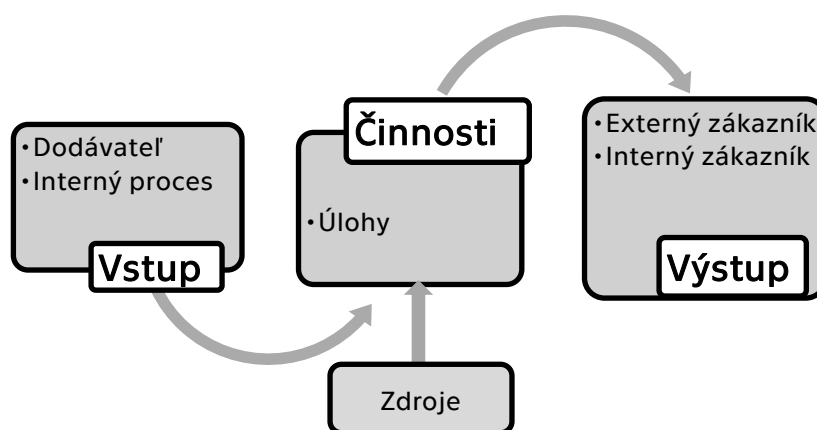 • Dodávateľ
• Interný proces
Vstup
Činnosti
• Úlohy
• Externý zákazník
• Interný zákazník
Výstup
Zdroje